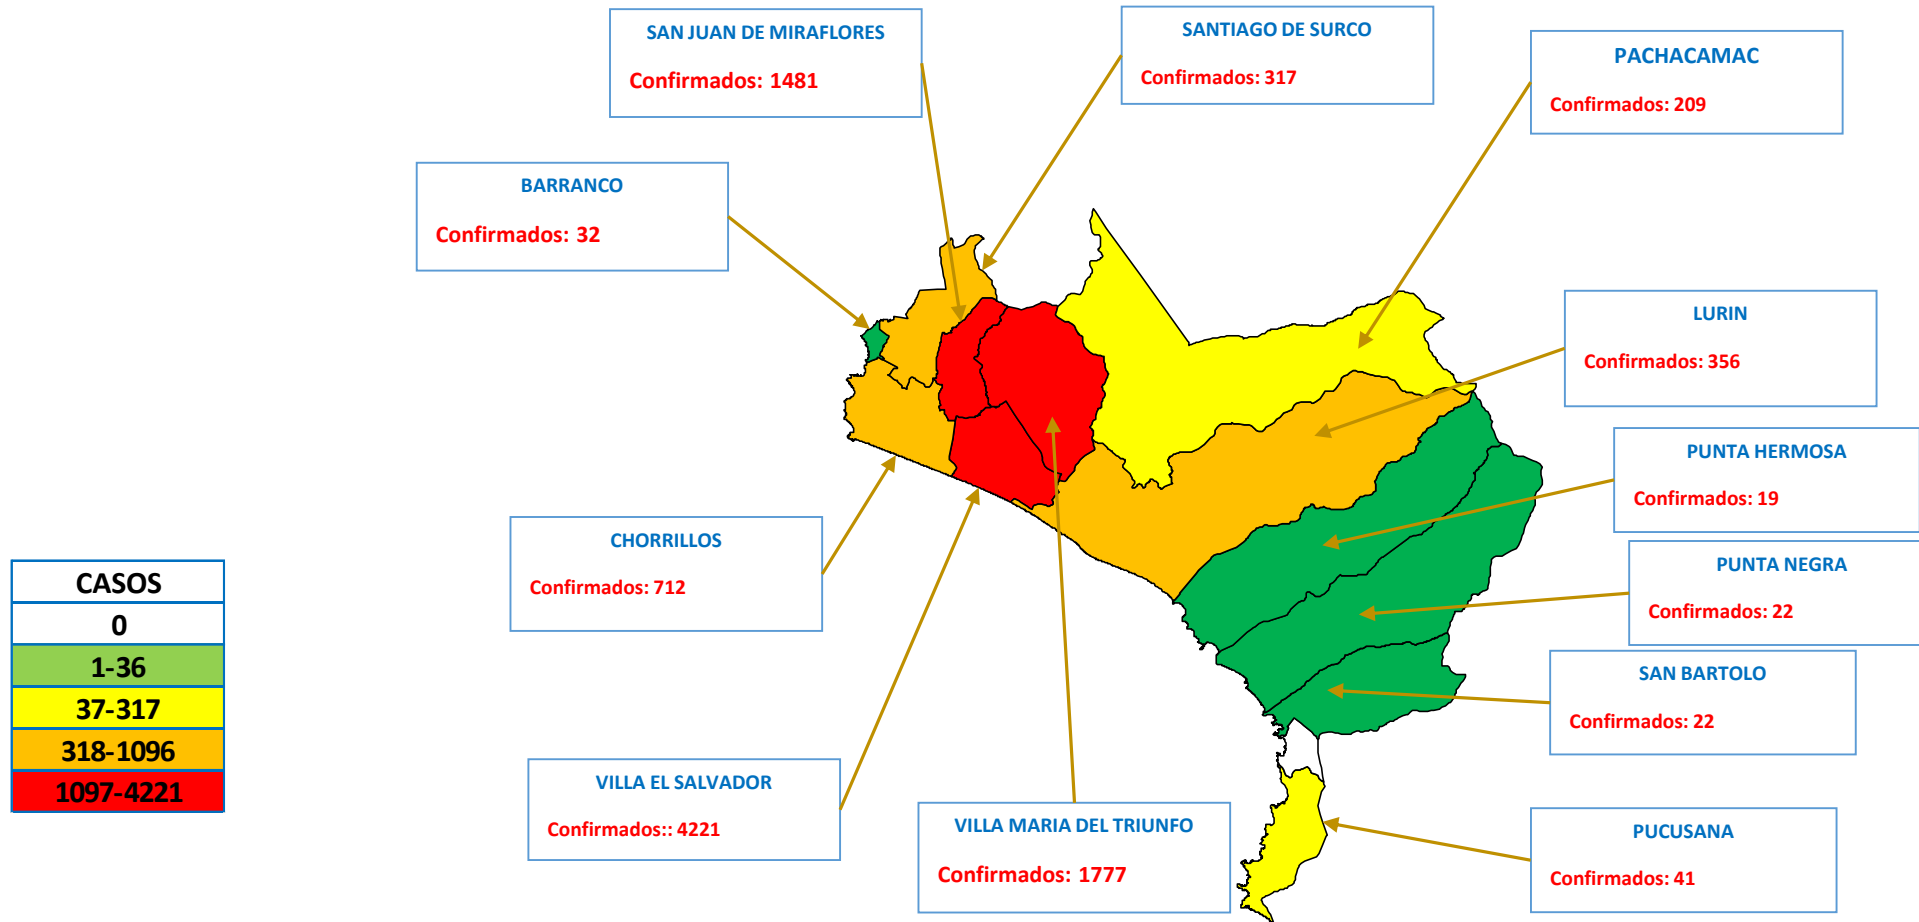 SAN JUAN DE MIRAFLORES
Confirmados: 1481
SANTIAGO DE SURCO
Confirmados: 317
PACHACAMAC
Confirmados: 209
BARRANCO
Confirmados: 32
LURIN
Confirmados: 356
PUNTA HERMOSA
Confirmados: 19
CHORRILLOS
Confirmados: 712
PUNTA NEGRA
Confirmados: 22
CASOS
0
1-36
37-317
318-1096
1097-4221
SAN BARTOLO
Confirmados: 22
VILLA EL SALVADOR
Confirmados:: 4221
VILLA MARIA DEL TRIUNFO
Confirmados: 1777
PUCUSANA
Confirmados: 41